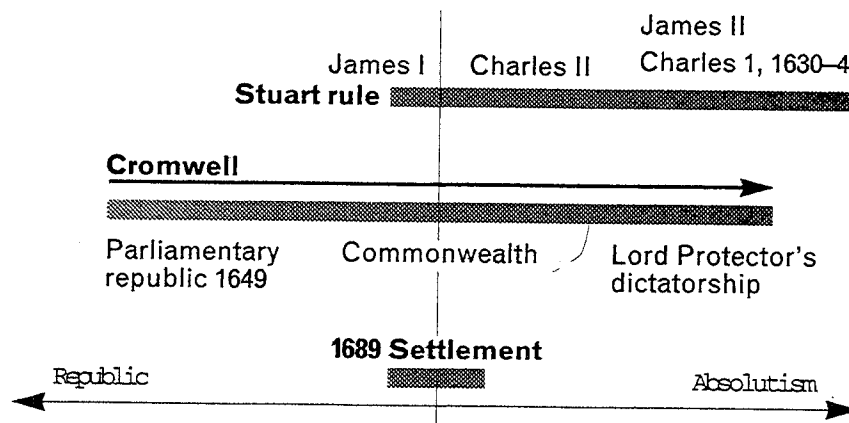 James II
James I Charles II Charles 1, 1630–4
Stuart rule
Cromwell
Parliamentary Commonwealth Lord Protector's
republic 1649 dictatorship
1689 Settlement
Republic Absolutism